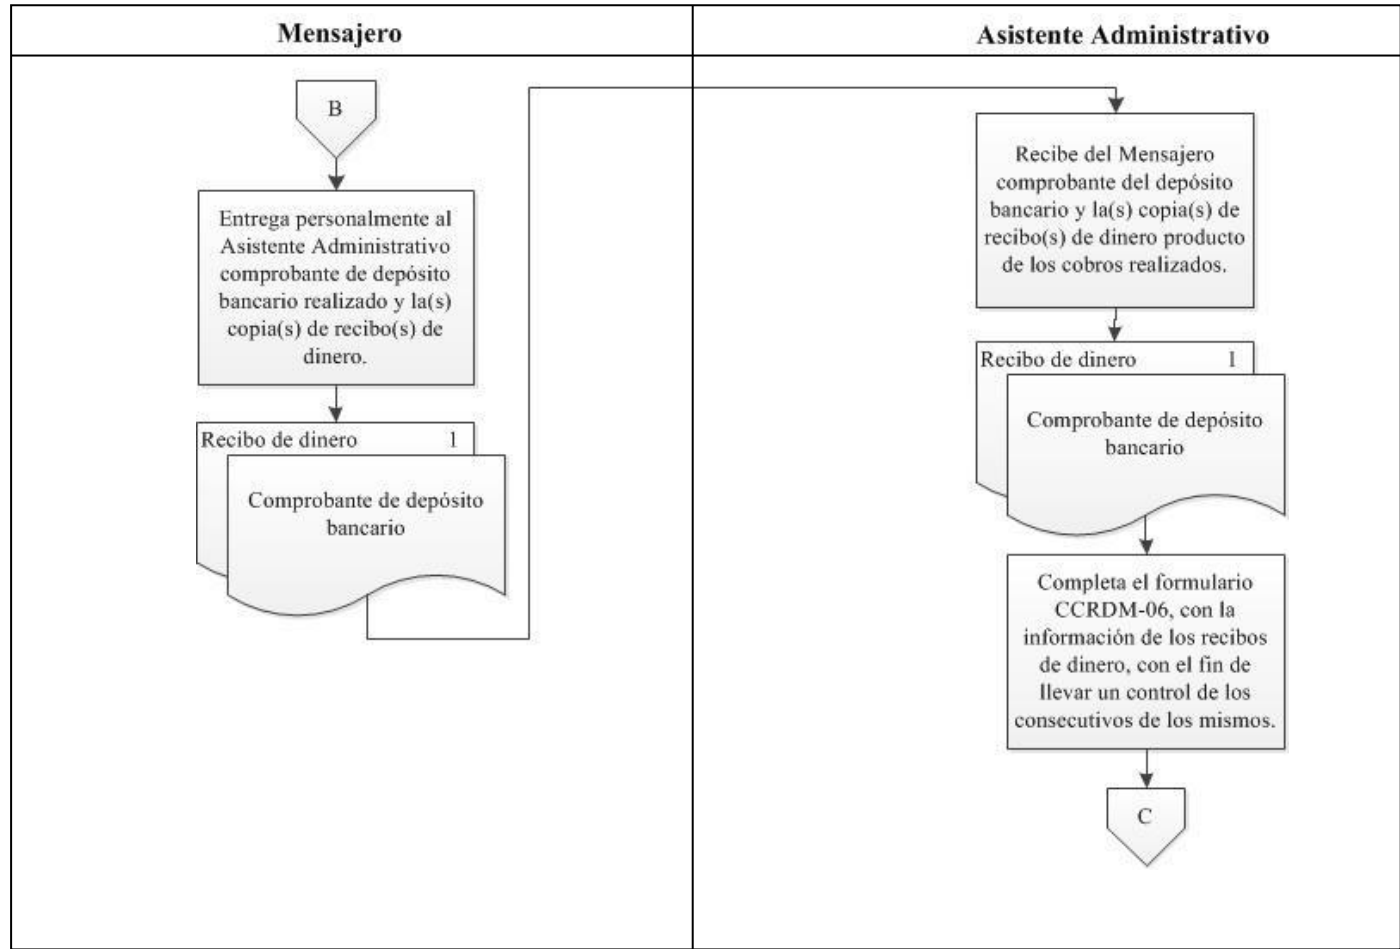 Mensajero
Asistente Administrativo
B
Entrega personalmente al
Asistente Administrativo
comprobante de depósito
bancario realizado y la(s)
copia(s) de recibo(s) de
dinero.
Recibo de dinero 1
Comprobante de depósito
bancario
Recibe del Mensajero
comprobante del depósito
bancario y la(s) copia(s) de
recibo(s) de dinero producto
de los cobros realizados.
Recibo de dinero 1
Comprobante de depósito
bancario
Completa el formulario
CCRDM-06, con la
información de los recibos
de dinero, con el fin de
llevar un control de los
consecutivos de los mismos.
C